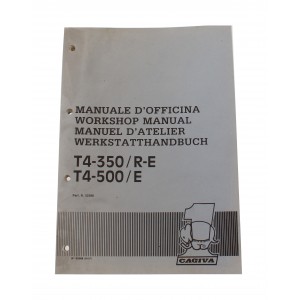 MANUALE D'OFFICINA
WORKSHOP MANUAL
MANUEL D'ATELIER
WERKSTATTHANDBUCH
T4-350/R-E
T4-500/E
CAGIVA